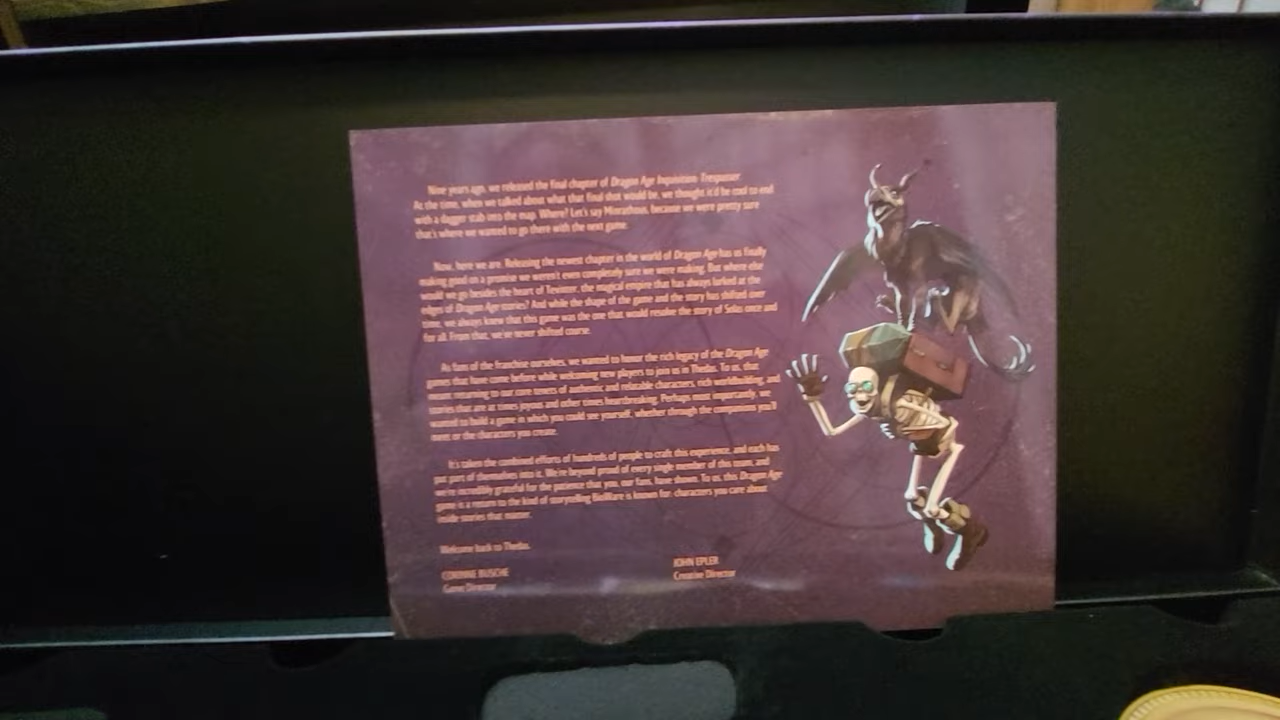 Nine years ago, we released the final chapter of Dragon Age Inquisition: Trespasser.
At the time, when we talked about what that final shot would be, we thought it'd be cool to end
with a dagger stab into the map. Where? Let's say Minrathous, because we were pretty sure
that's where we wanted to go there with the next game.
Now, here we are. Releasing the newest chapter in the world of Dragon Age has us finally
making good on a promise we weren't even completely sure we were making. But where else
would we go besides the heart of Tevinter, the magical empire that has always lurked at the
edges of Dragon Age stories? And while the shape of the game and the story has shifted over
time, we always knew that this game was the one that would resolve the story of Solas once and
for all. From that, we've never shifted course.
As fans of the franchise ourselves, we wanted to honor the rich legacy of the Dragon Age
games that have come before while welcoming new players to join us in Thedas. To us, that
meant returning to our core tenets of authentic and relatable characters, rich worldbuilding, and
stories that are at times joyous and other times heartbreaking. Perhaps most importantly, we
wanted to build a game in which you could see yourself, whether through the companions you'll
meet or the characters you create.
It's taken the combined efforts of hundreds of people to craft this experience, and each has
put part of themselves into it. We're beyond proud of every single member of this team, and
we're incredibly grateful for the patience that you, our fans, have shown. To us, this Dragon Age
game is a return to the kind of storytelling BioWare is known for: characters you care about
inside stories that matter.
Welcome back to Thedas.
CORINNE BUSCHE
Game Director
JOHN EPLER
Creative Director